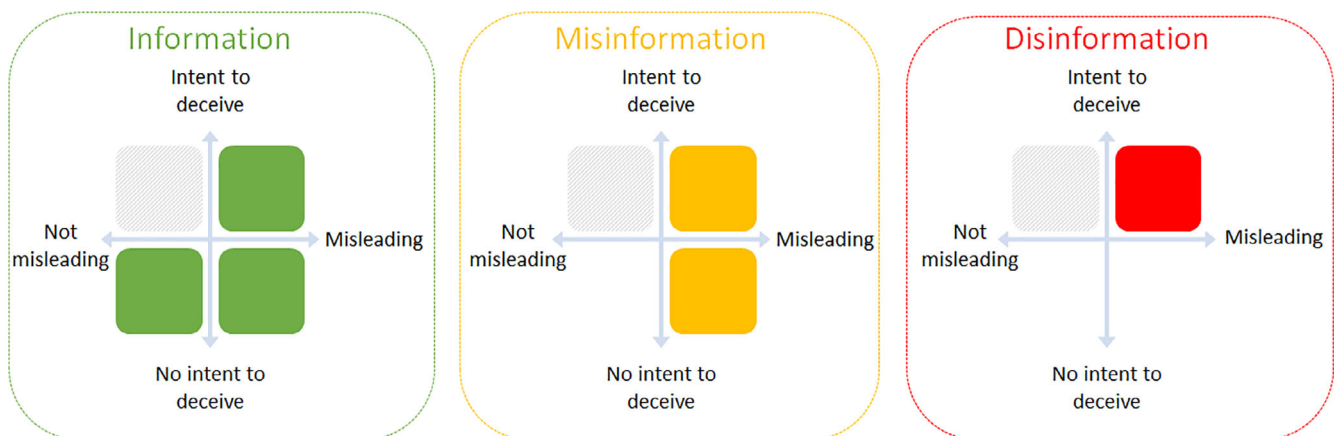 Information
Intent to
deceive
Not
misleading
Misleading
No intent to
deceive
Misinformation
Intent to
deceive
Not
misleading
Misleading
No intent to
deceive
Disinformation
Intent to
deceive
Not
misleading
Misleading
No intent to
deceive